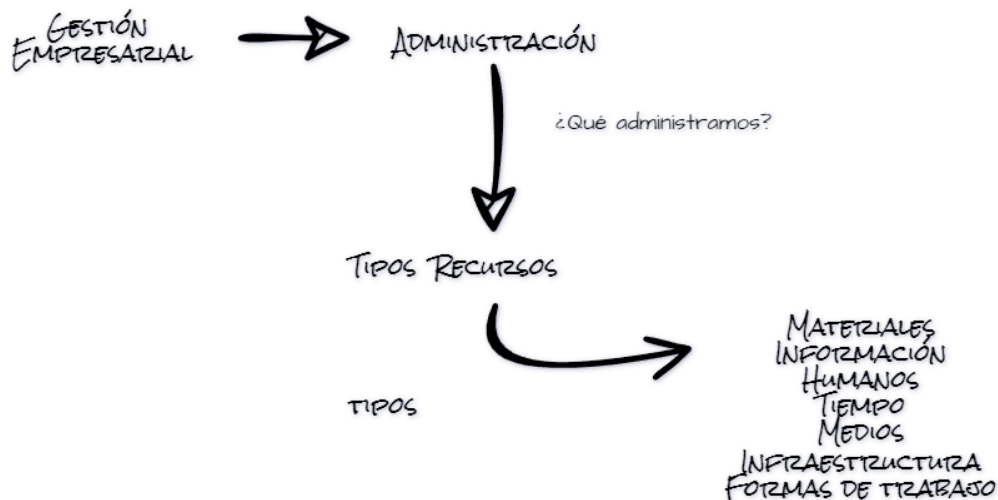 GESTIÓN
EMPRESARIAL
ADMINISTRACIÓN
¿Qué administramos?
TIPOS RECURSOS
MATERIALES
INFORMACIÓN
HUMANOS
TIEMPO
MEDIOS
INFRAESTRUCTURA
FORMAS DE TRABAJO
TIPOS